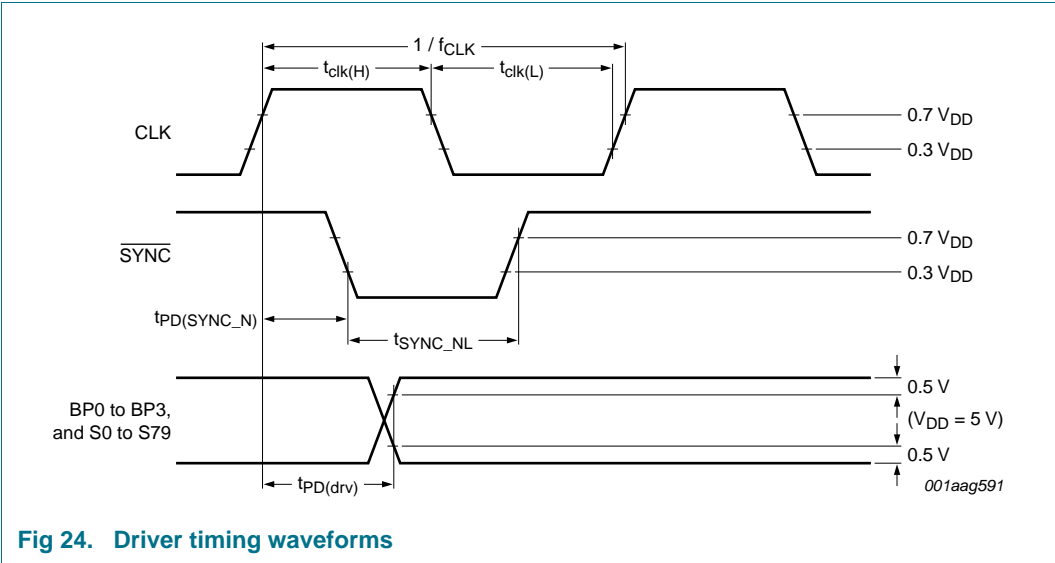 1 / fCLK
tclk(H)
tclk(L)
CLK
0.7 VDD
0.3 VDD
SYNC
0.7 VDD
0.3 VDD
tPD(SYNC_N)
tSYNC_NL
BP0 to BP3,
and S0 to S79
0.5 V
(VDD = 5 V)
0.5 V
tPD(drv)
001aag591
Fig 24. Driver timing waveforms